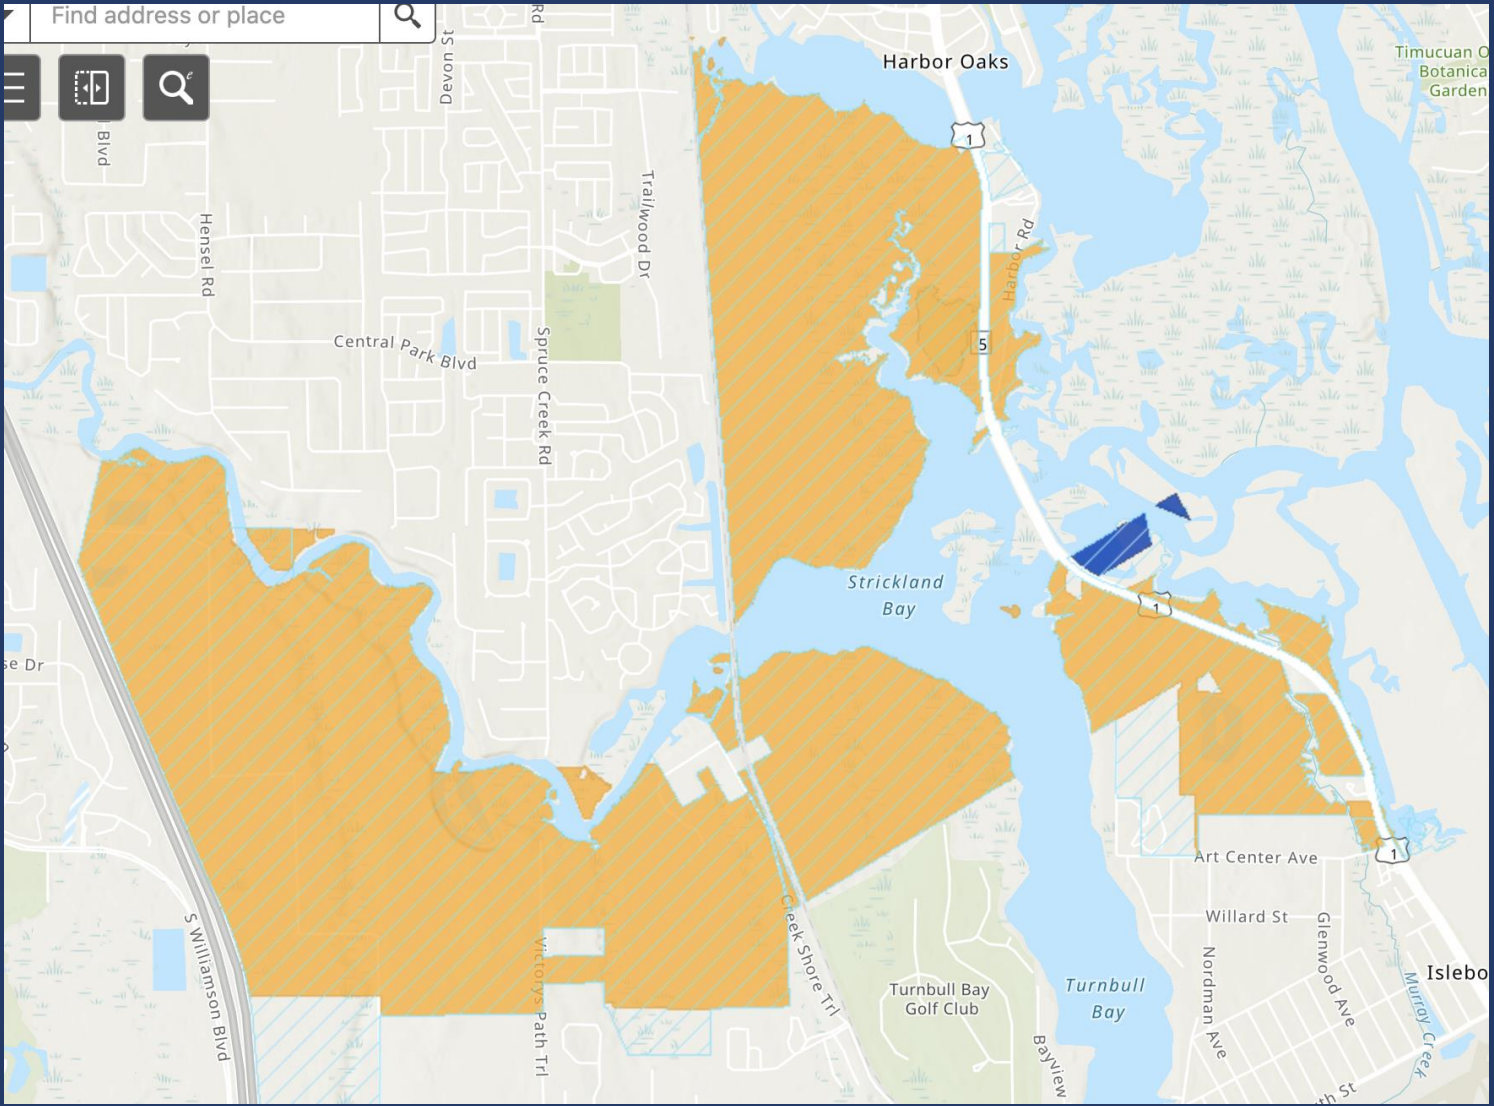 Find address or place
Rd
Devon St
Harbor Oaks
Timucuan O
Botanica
Garden
1
Blvd
Trailwood Dr
Hensel Rd
Harbor Rd
Central Park Blvd
Spruce Creek Rd
5
Strickland
Bay
1
se Dr
1
Art Center Ave
S Williamson Blvd
Creek Shore Trl
Willard St
Glenwood Ave
Victorys Path Trl
Nordman Ave
Islebo
Turnbull Bay
Golf Club
Turnbull
Bay
Murray Creek
Bayview
th St